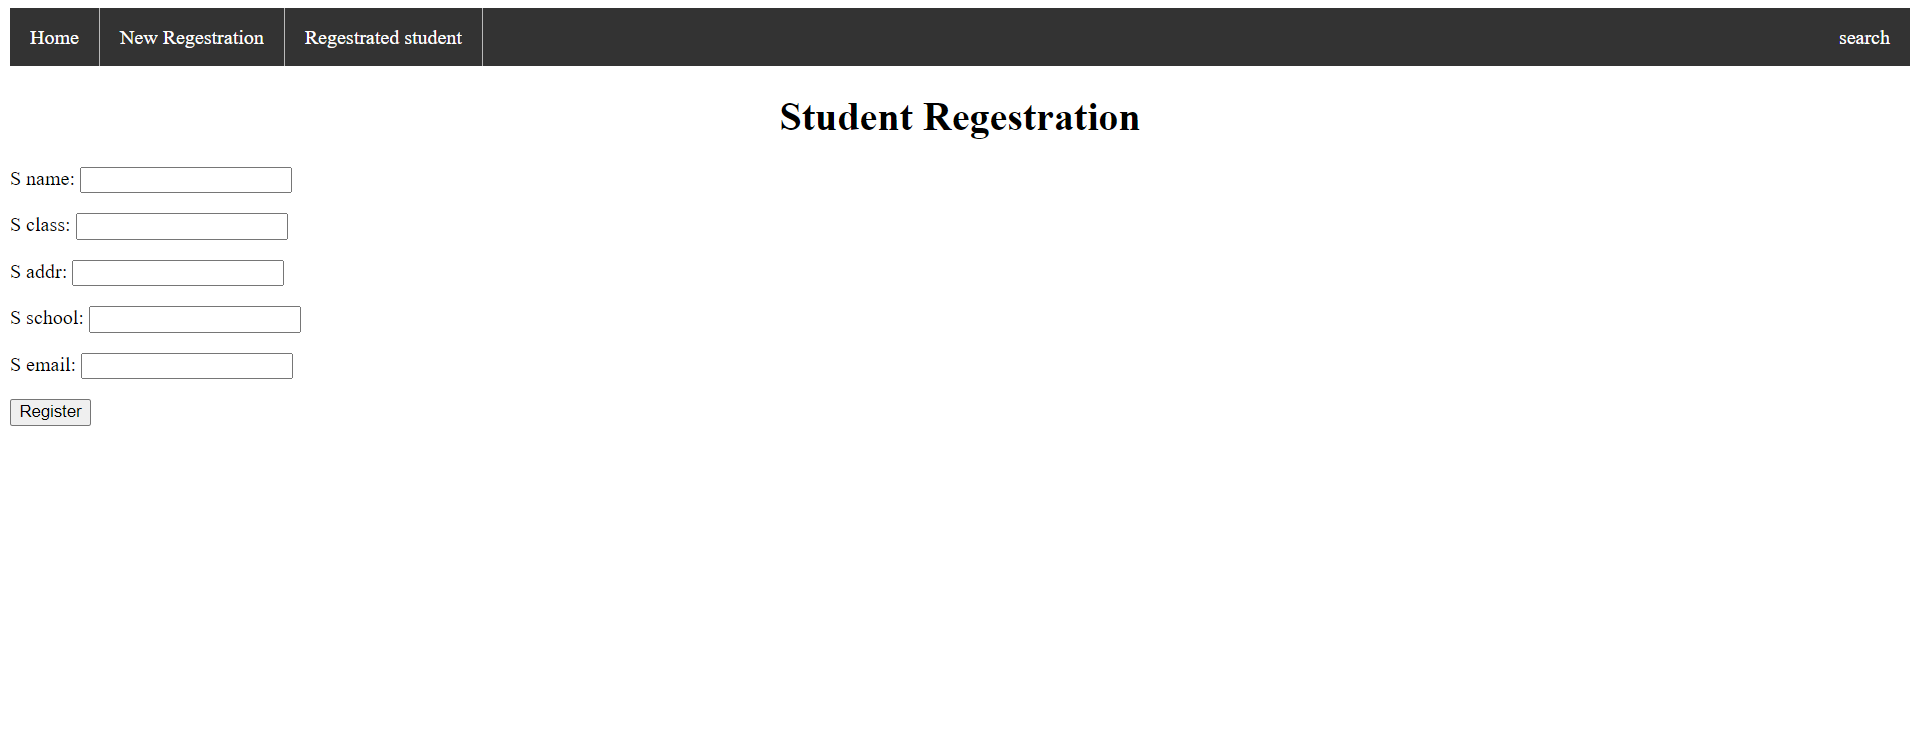 Home New Regestration Regestrated student search
Student Regestration
S name:
S class:
S addr:
S school:
S email:
Register